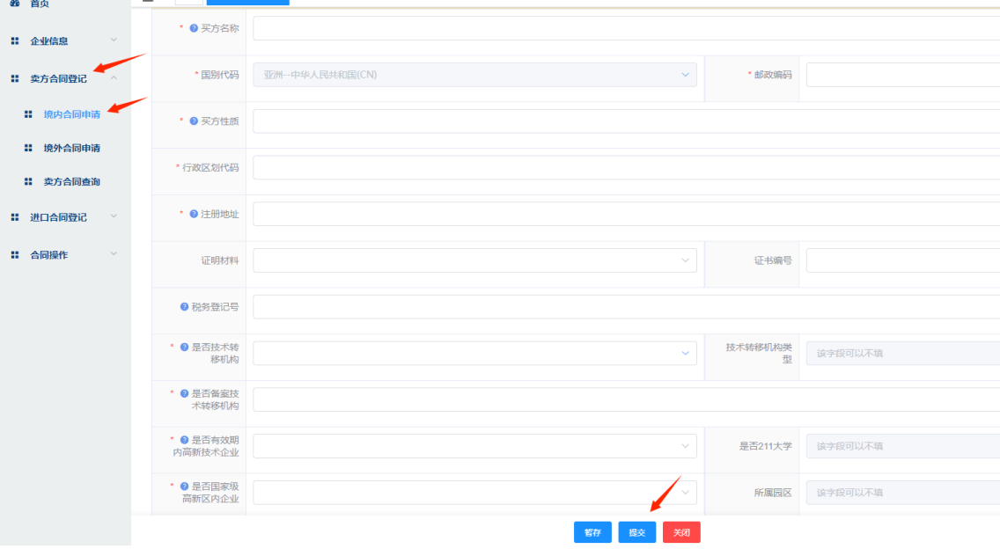 首页
企业信息
卖方合同登记
境内合同申请
境外合同申请
卖方合同查询
进口合同登记
合同操作
* ? 买方名称
* 国别代码
亚洲--中华人民共和国(CN)
* 邮政编码
* ? 买方性质
* 行政区划代码
* ? 注册地址
证明材料
证书编号
? 税务登记号
* ? 是否技术转
移机构
技术转移机构类
型
该字段可以不填
* ? 是否备案技
术转移机构
* ? 是否有效期
内高新技术企业
是否211大学
该字段可以不填
* ? 是否国家级
高新区内企业
所属园区
该字段可以不填
暂存
提交
关闭